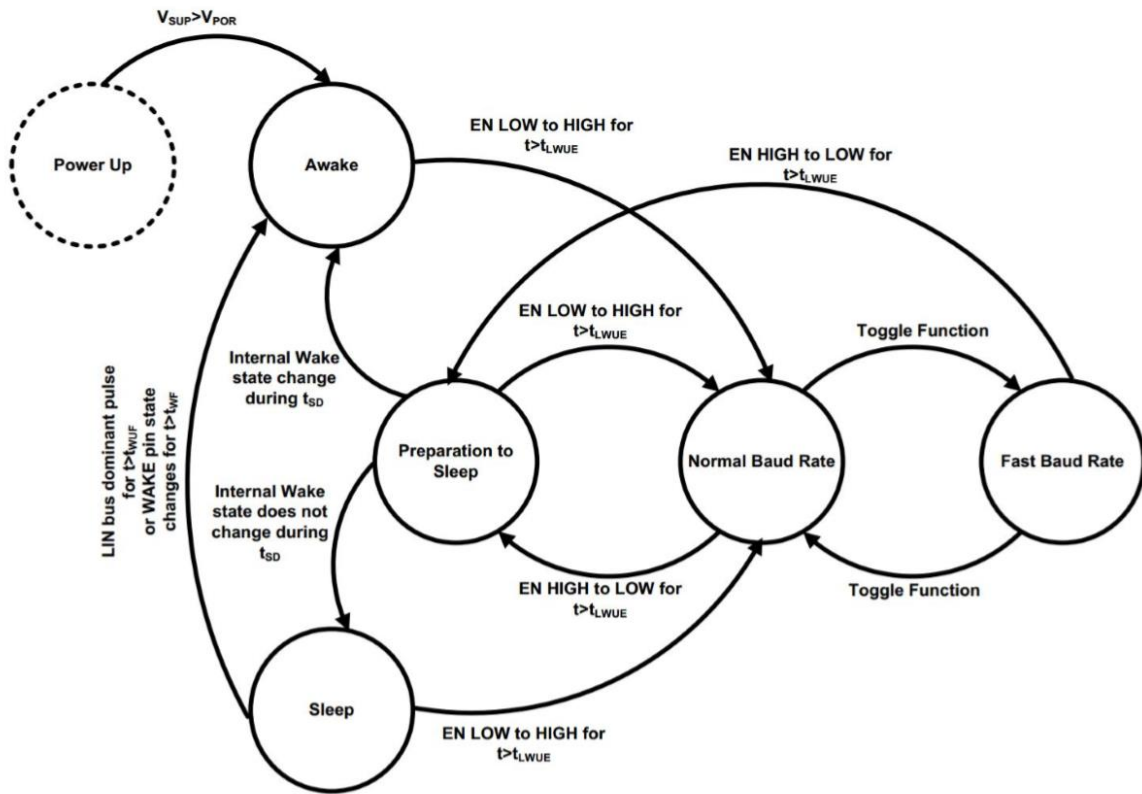 VSUP>VPOR
Power Up
Awake
EN LOW to HIGH for
t>tLWUE
EN HIGH to LOW for
t>tLWUE
EN LOW to HIGH for
t>tLWUE
Toggle Function
Internal Wake
state change
during tSD
LIN bus dominant pulse
for t>tWUF
or WAKE pin state
changes for t>tWF
Preparation to
Sleep
Normal Baud Rate
Fast Baud Rate
Internal Wake
state does not
change during
tSD
EN HIGH to LOW for
t>tLWUE
Toggle Function
Sleep
EN LOW to HIGH for
t>tLWUE